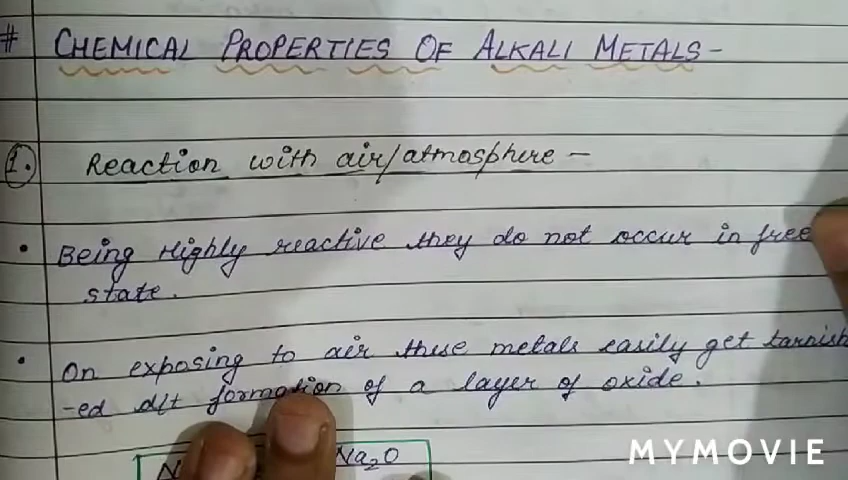 # CHEMICAL PROPERTIES OF ALKALI METALS-
1. Reaction with air/atmosphere -
• Being Highly reactive they do not occur in free
state.
• On exposing to air these metals easily get tarnish
-ed d/t formation of a layer of oxide.
N Na₂O
MYMOVIE